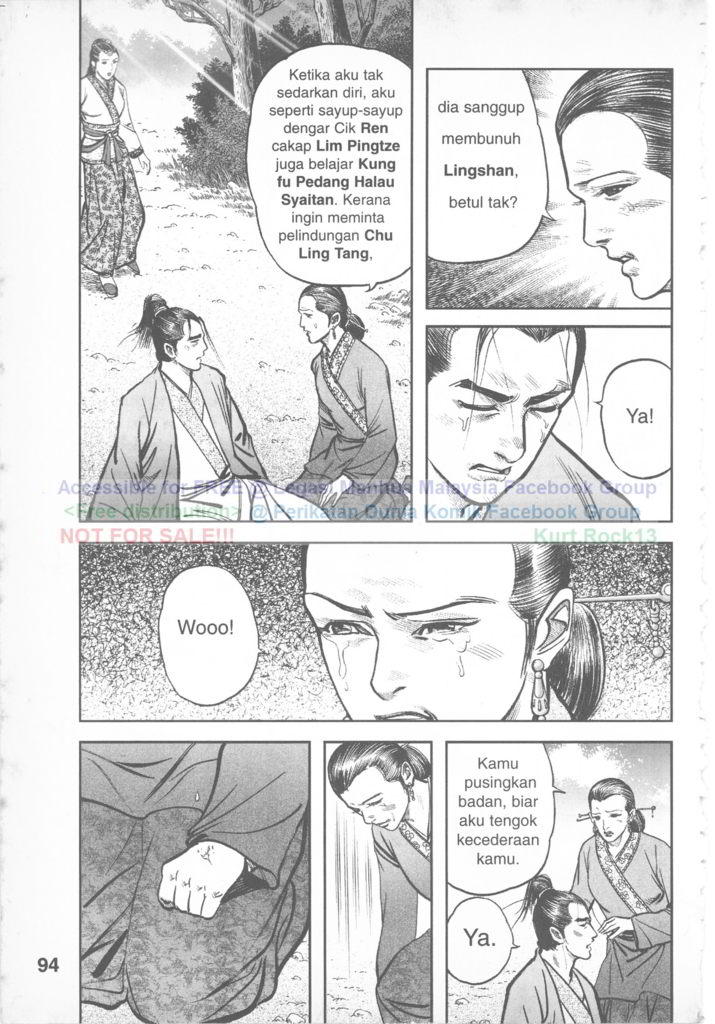 Ketika aku tak
sedarkan diri, aku
seperti sayup-sayup
dengar Cik Ren
cakap Lim Pingtze
juga belajar Kung
fu Pedang Halau
Syaitan. Kerana
ingin meminta
pelindungan Chu
Ling Tang,
dia sanggup
membunuh
Lingshan,
betul tak?
Ya!
Accessible for FREE @ Legasi Manhua Malaysia Facebook Group
<Free distribution> @ Perikatan Dunia Komik Facebook Group
NOT FOR SALE!!!
Kurt Rock13
Wooo!
Kamu
pusingkan
badan, biar
aku tengok
kecederaan
kamu.
Ya.
94